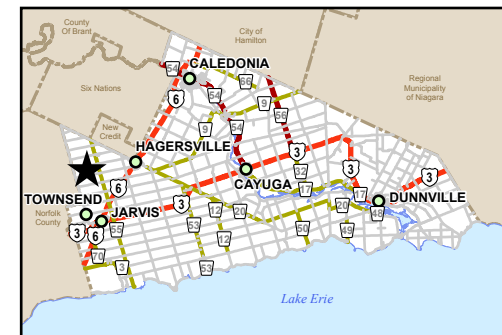 County
Of Brant
City of
Hamilton
54
CALEDONIA
56
Six Nations
6
54
9
Regional
Municipality
of Niagara
56
New
Credit
9
54
HAGERSVILLE
3
32
3
6
CAYUGA
17
17
3
TOWNSEND
3
DUNNVILLE
Norfolk
County
JARVIS
12
20
20
48
3
6
55
53
12
50
49
70
3
53
Lake Erie